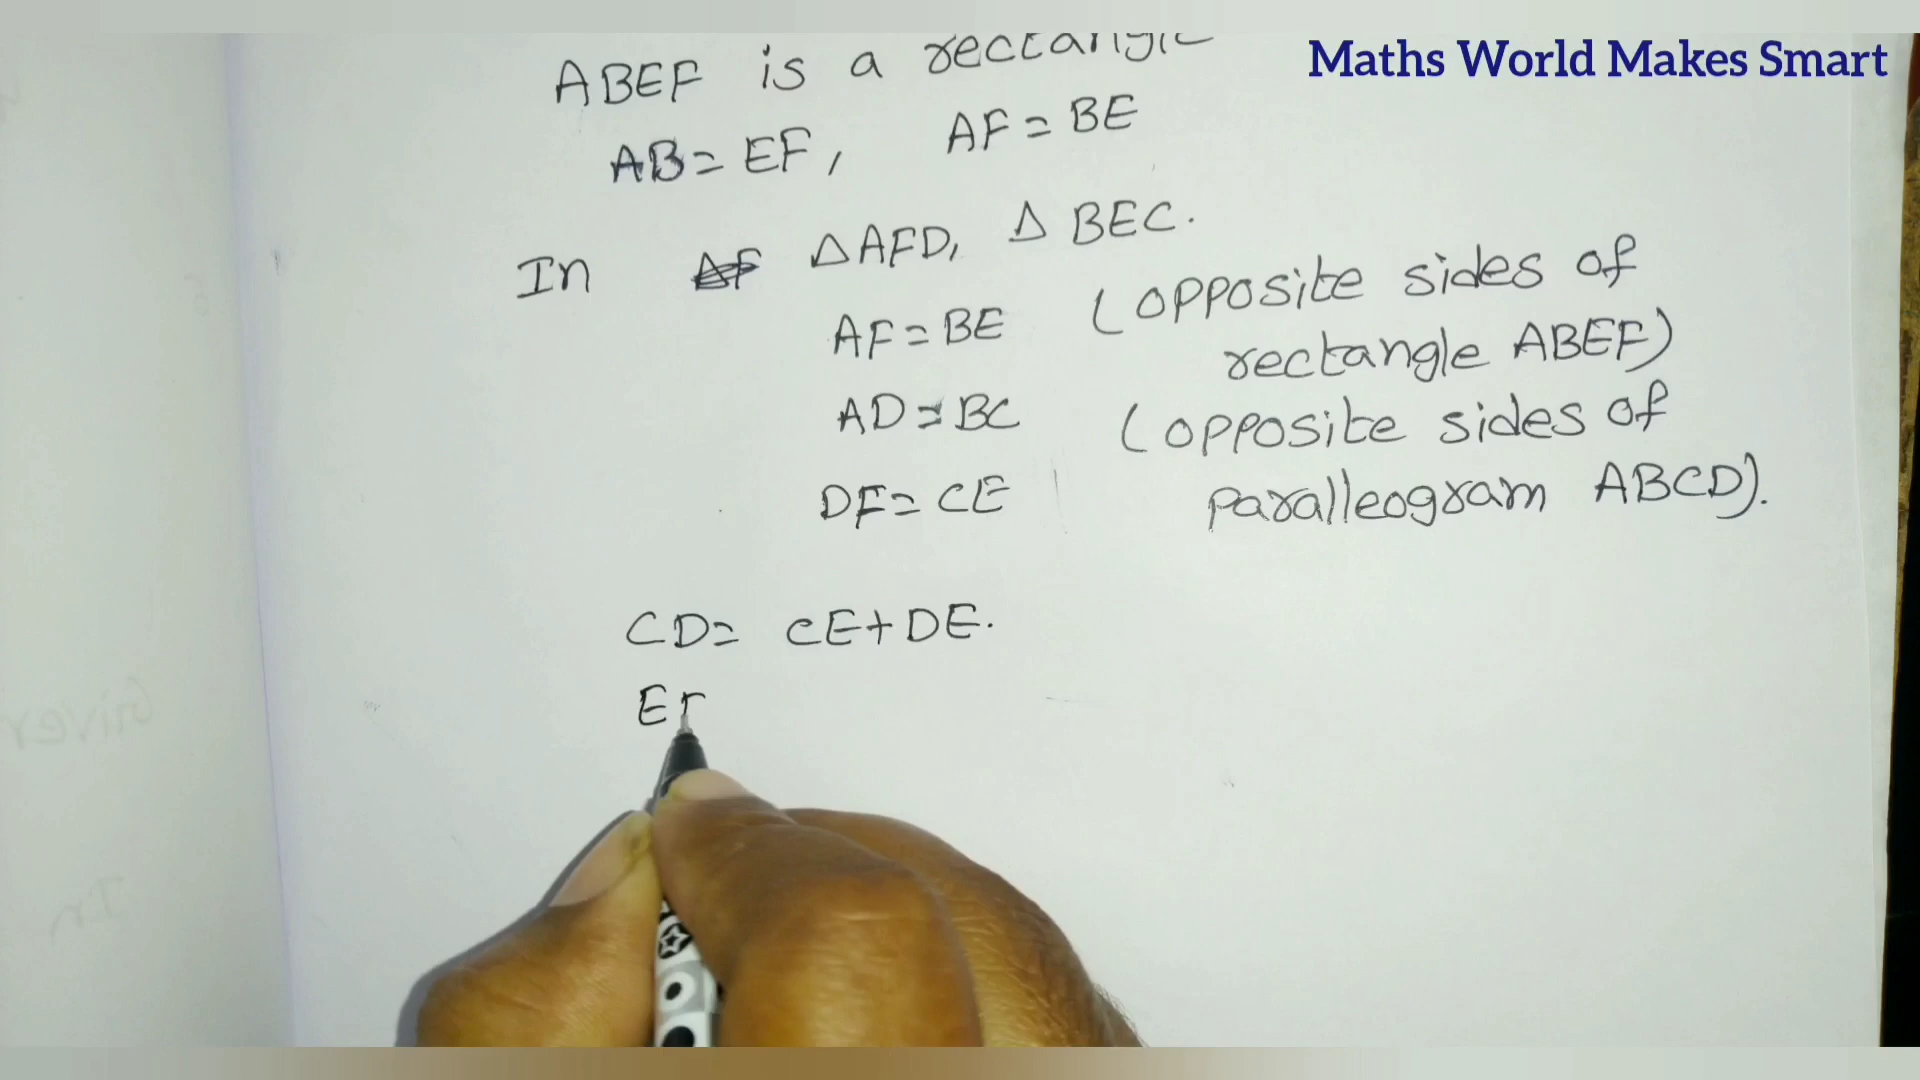 Maths World Makes Smart
ABEF is a rectangle
AB = EF, AF = BE
In ΔAFD, Δ BEC.
AF = BE (opposite sides of
rectangle ABEF)
AD = BC (opposite sides of
paralleogram ABCD).
DF = CE
CD = CE + DE.